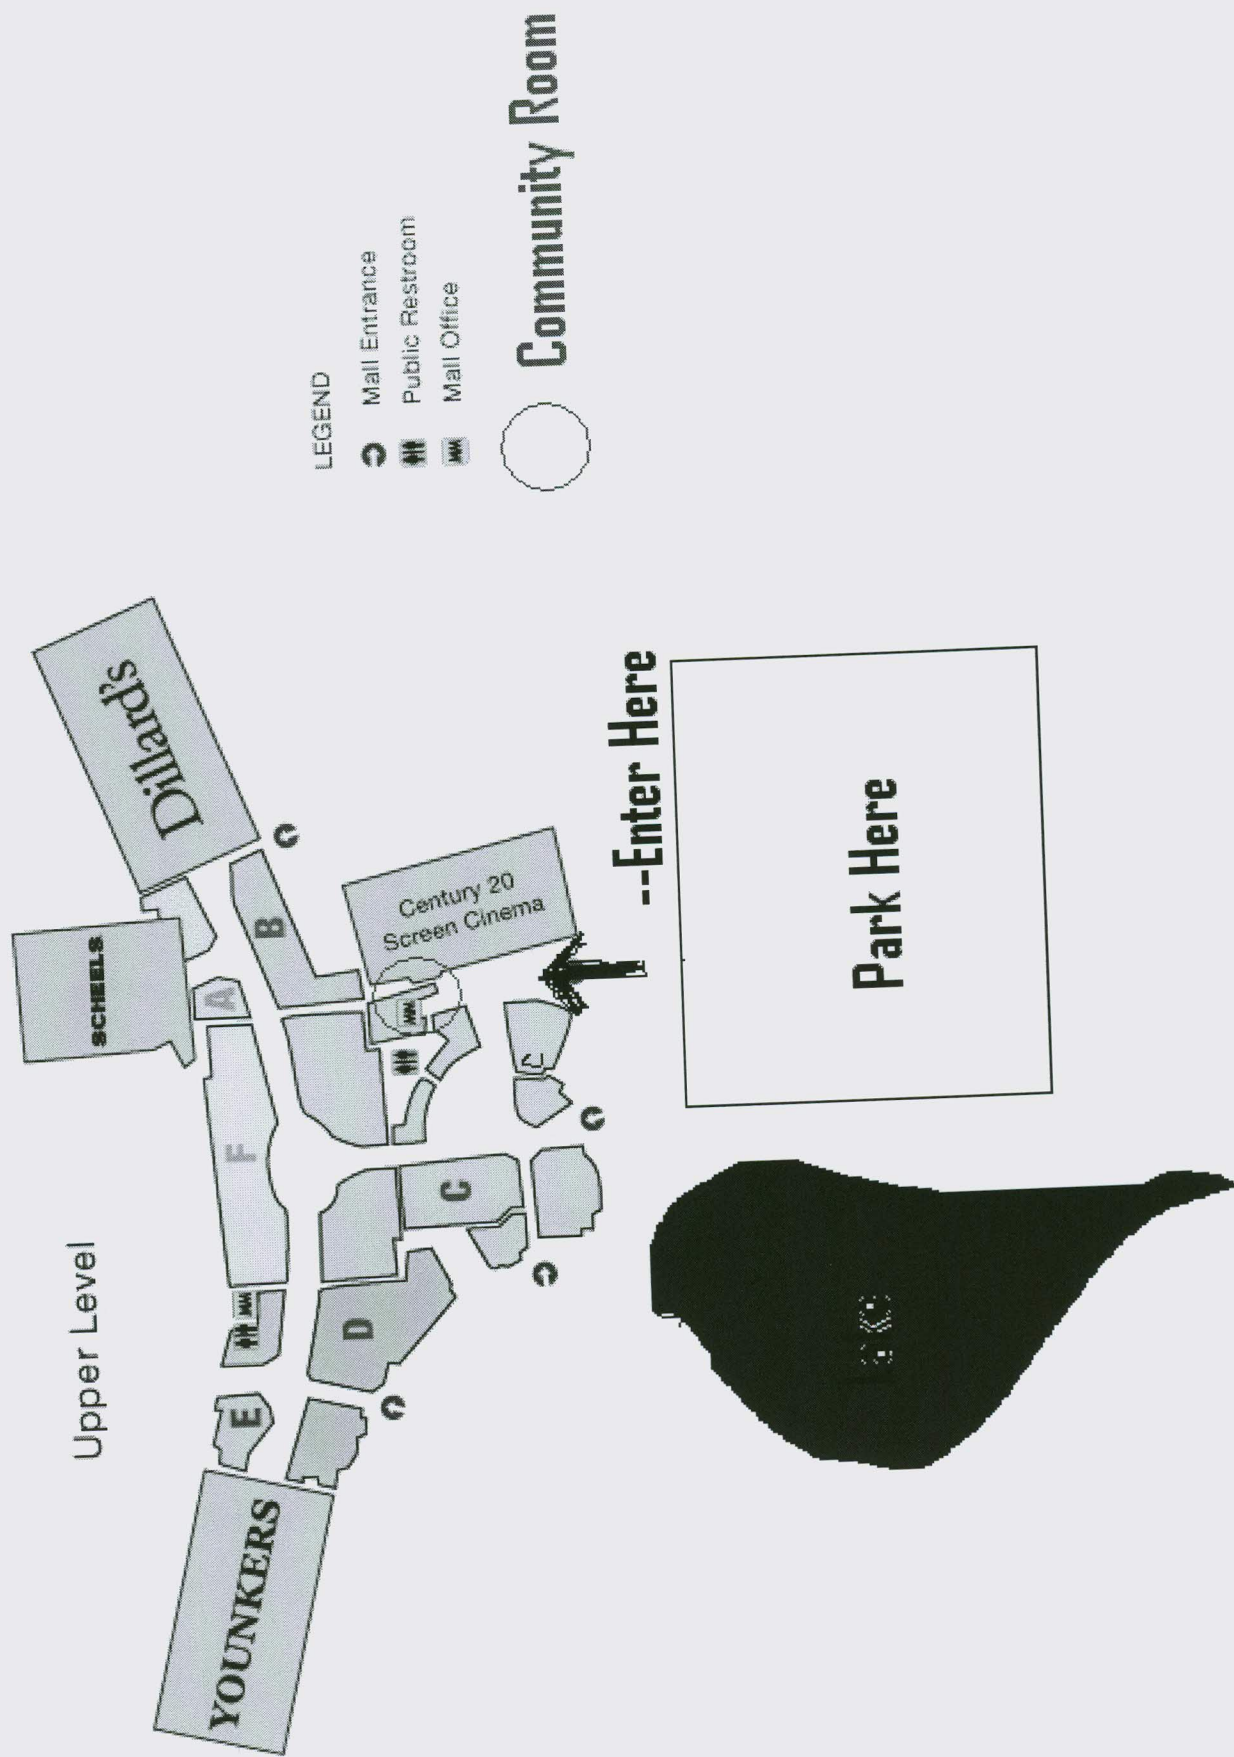 Upper Level
YOUNKERS
E
F
A
SCHEELS
Dillard's
B
D
C
Century 20
Screen Cinema
--Enter Here
Park Here
LEGEND
Mall Entrance
Public Restroom
Mall Office
Community Room